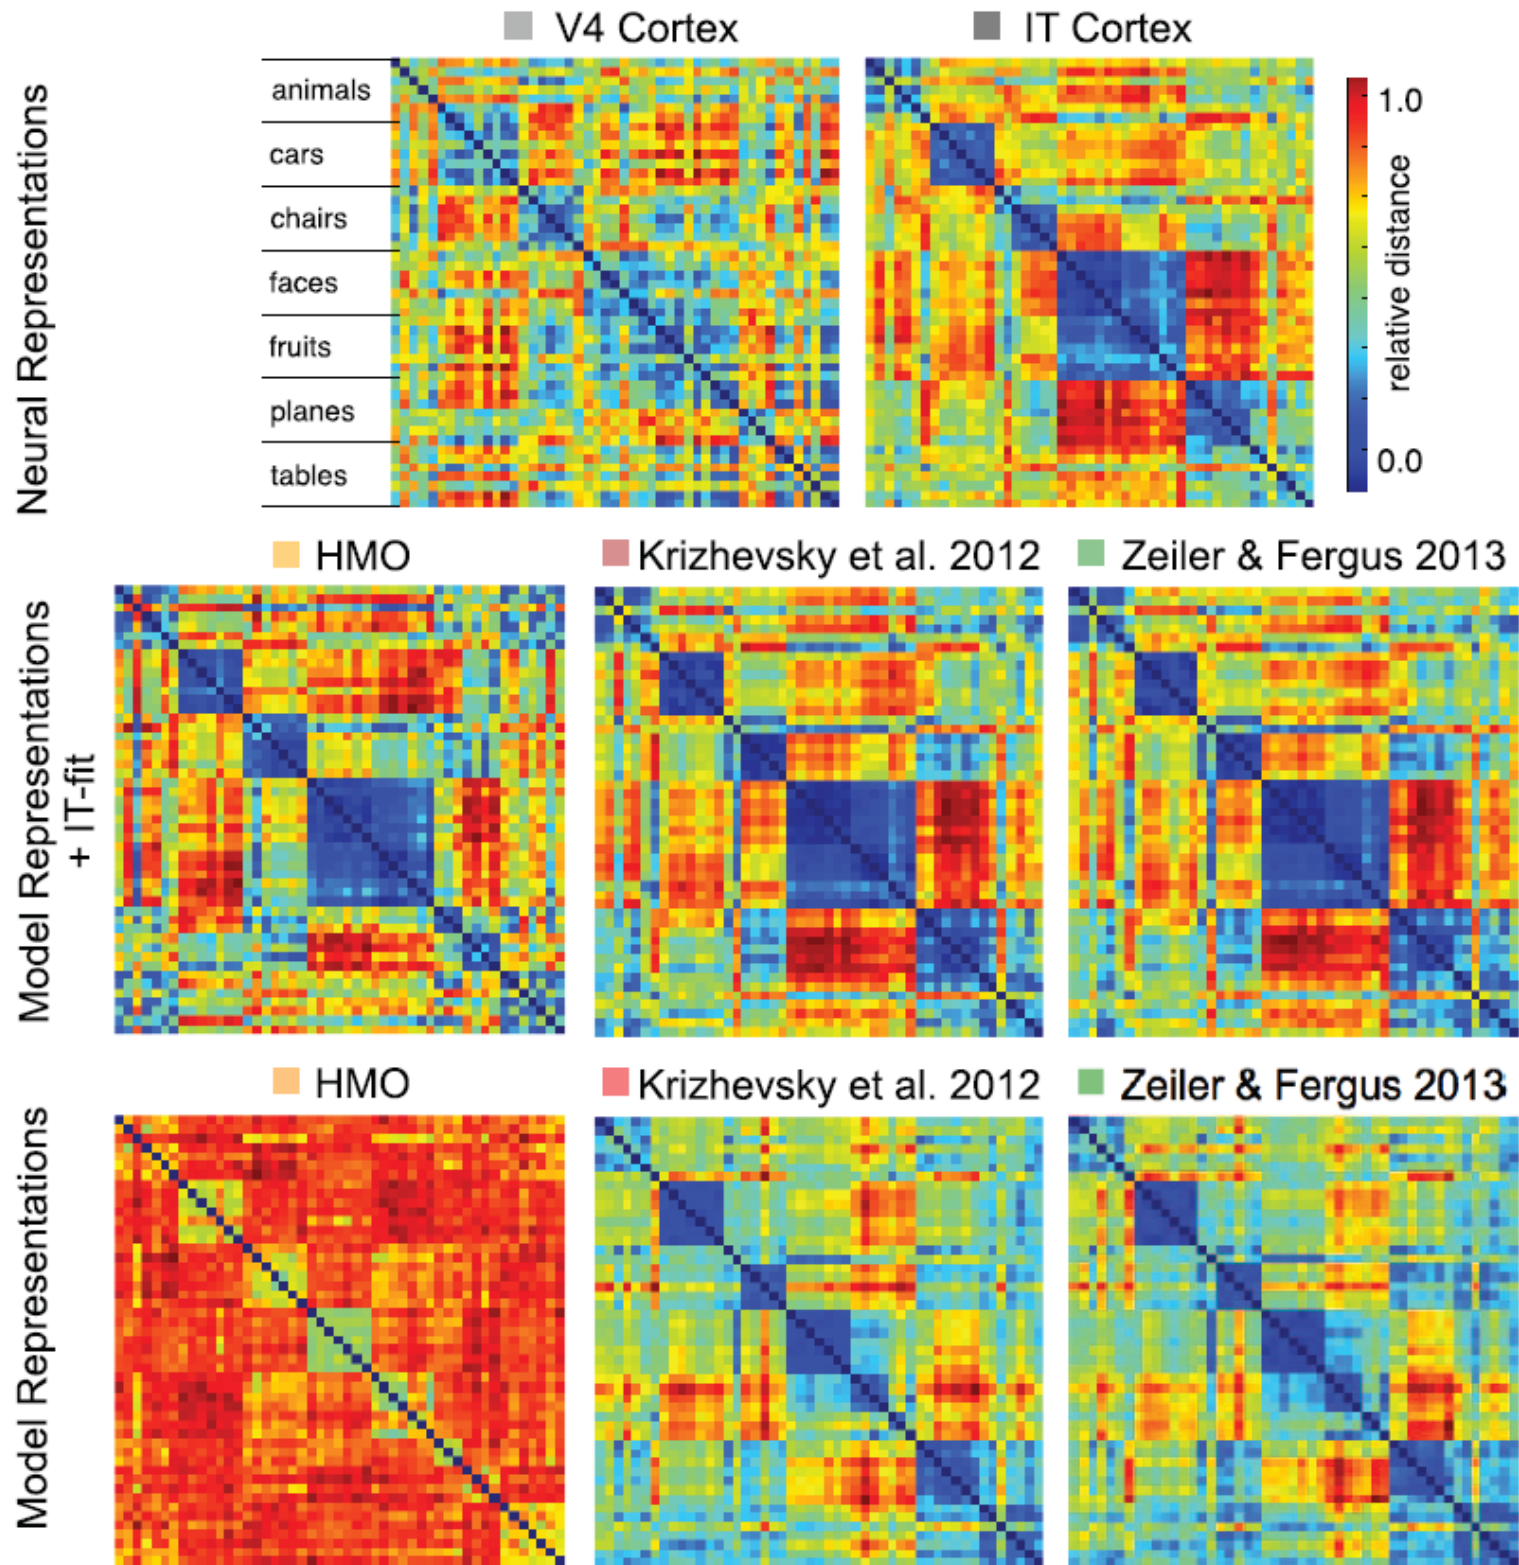 V4 Cortex
IT Cortex
Neural Representations
animals
cars
chairs
faces
fruits
planes
tables
1.0
relative distance
0.0
HMO
Krizhevsky et al. 2012
Zeiler & Fergus 2013
Model Representations
+ IT-fit
HMO
Krizhevsky et al. 2012
Zeiler & Fergus 2013
Model Representations